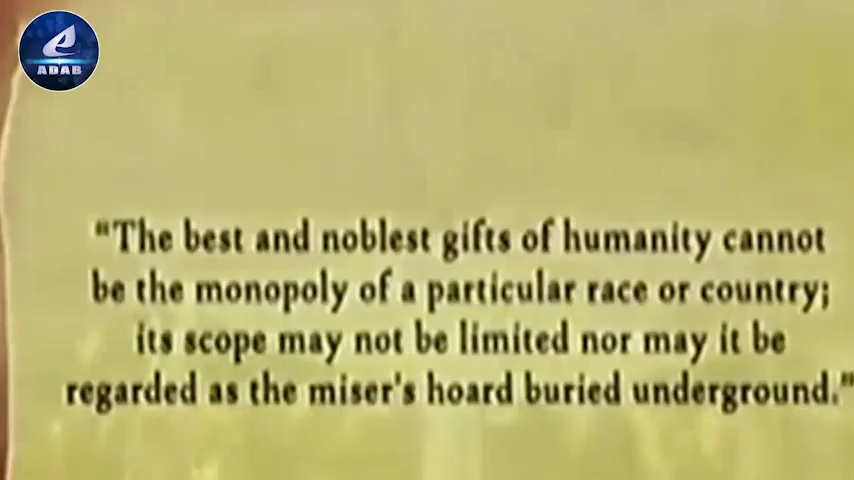 e
ADAB
"The best and noblest gifts of humanity cannot
be the monopoly of a particular race or country;
its scope may not be limited nor may it be
regarded as the miser's hoard buried underground."